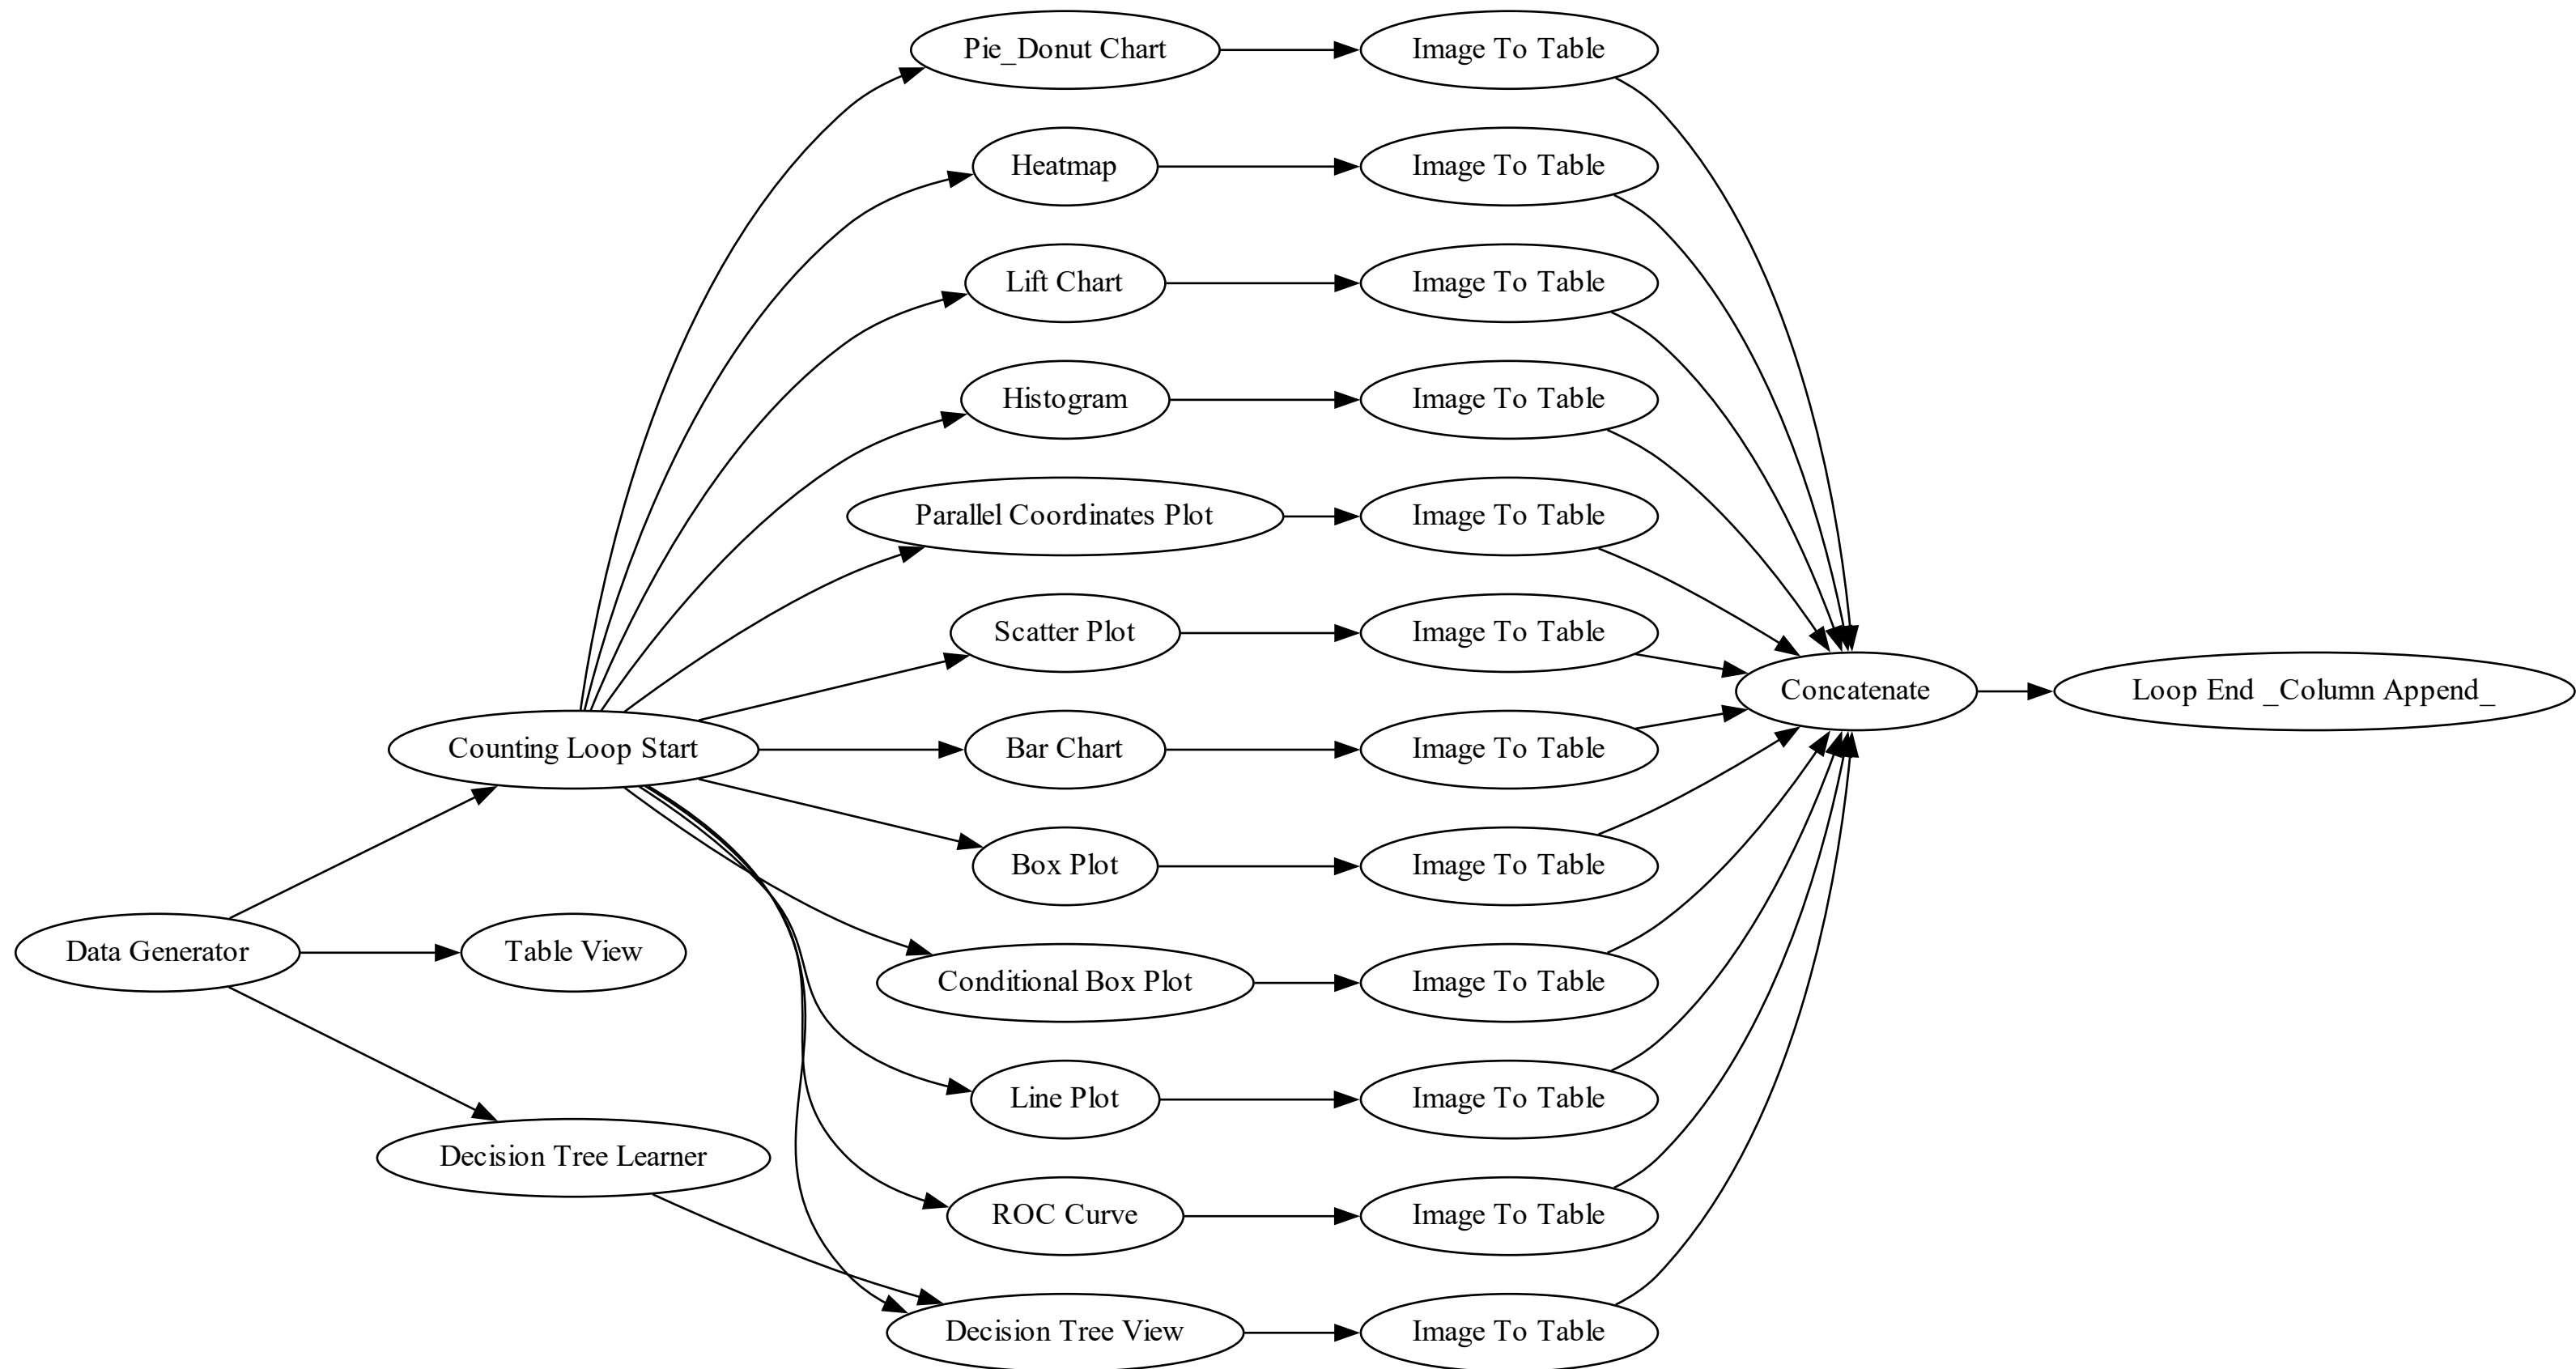 Pie_Donut Chart
Image To Table
Heatmap
Image To Table
Lift Chart
Image To Table
Histogram
Image To Table
Parallel Coordinates Plot
Image To Table
Scatter Plot
Image To Table
Concatenate
Loop End _Column Append_
Counting Loop Start
Bar Chart
Image To Table
Box Plot
Image To Table
Data Generator
Table View
Conditional Box Plot
Image To Table
Line Plot
Image To Table
Decision Tree Learner
ROC Curve
Image To Table
Decision Tree View
Image To Table